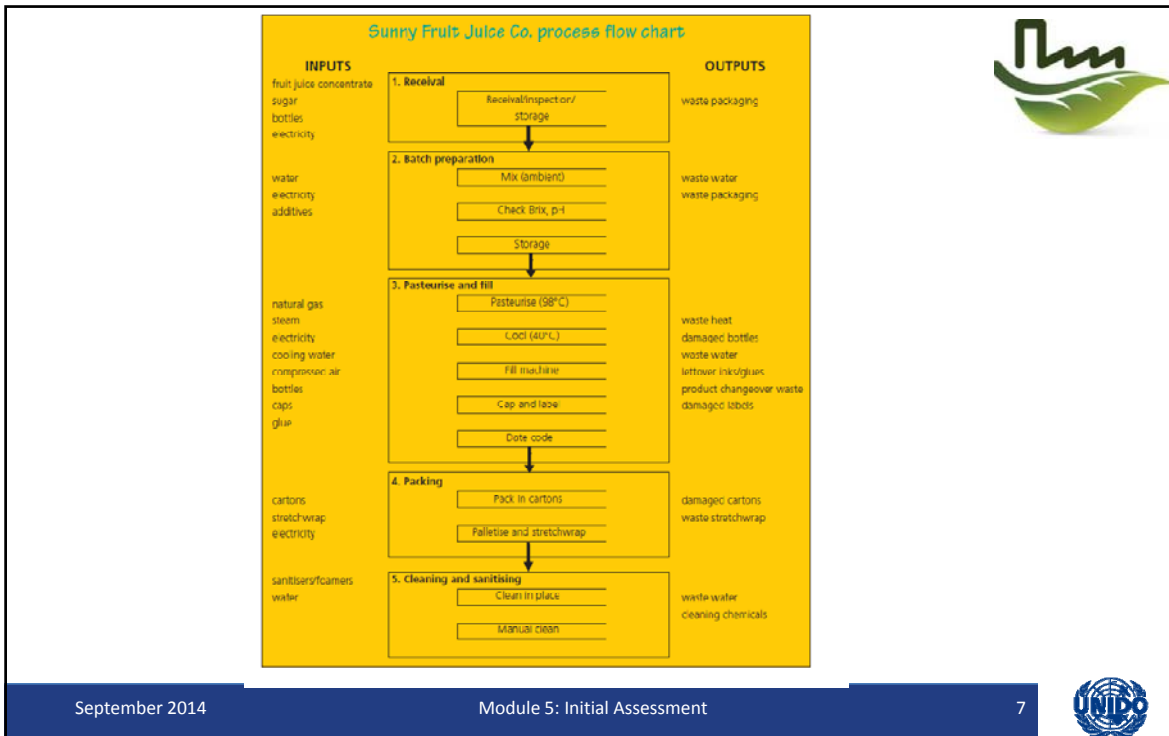 Sunny Fruit Juice Co. process flow chart
INPUTS
OUTPUTS
fruit juice concentrate
sugar
bottles
electricity
1. Receival
Receival/inspection/
storage
waste packaging
water
electricity
additives
2. Batch preparation
Mix (ambient)
Check Brix, pH
Storage
waste water
waste packaging
natural gas
steam
electricity
cooling water
compressed air
bottles
caps
glue
3. Pasteurise and fill
Pasteurise (98°C)
Cool (40°C)
Fill machine
Cap and label
Date code
waste heat
damaged bottles
waste water
leftover inks/glues
product changeover waste
damaged labels
cartons
stretchwrap
electricity
4. Packing
Pack in cartons
Palletise and stretchwrap
damaged cartons
waste stretchwrap
sanitisers/foamers
water
5. Cleaning and sanitising
Clean in place
Manual clean
waste water
cleaning chemicals
September 2014
Module 5: Initial Assessment
7
UNIDO